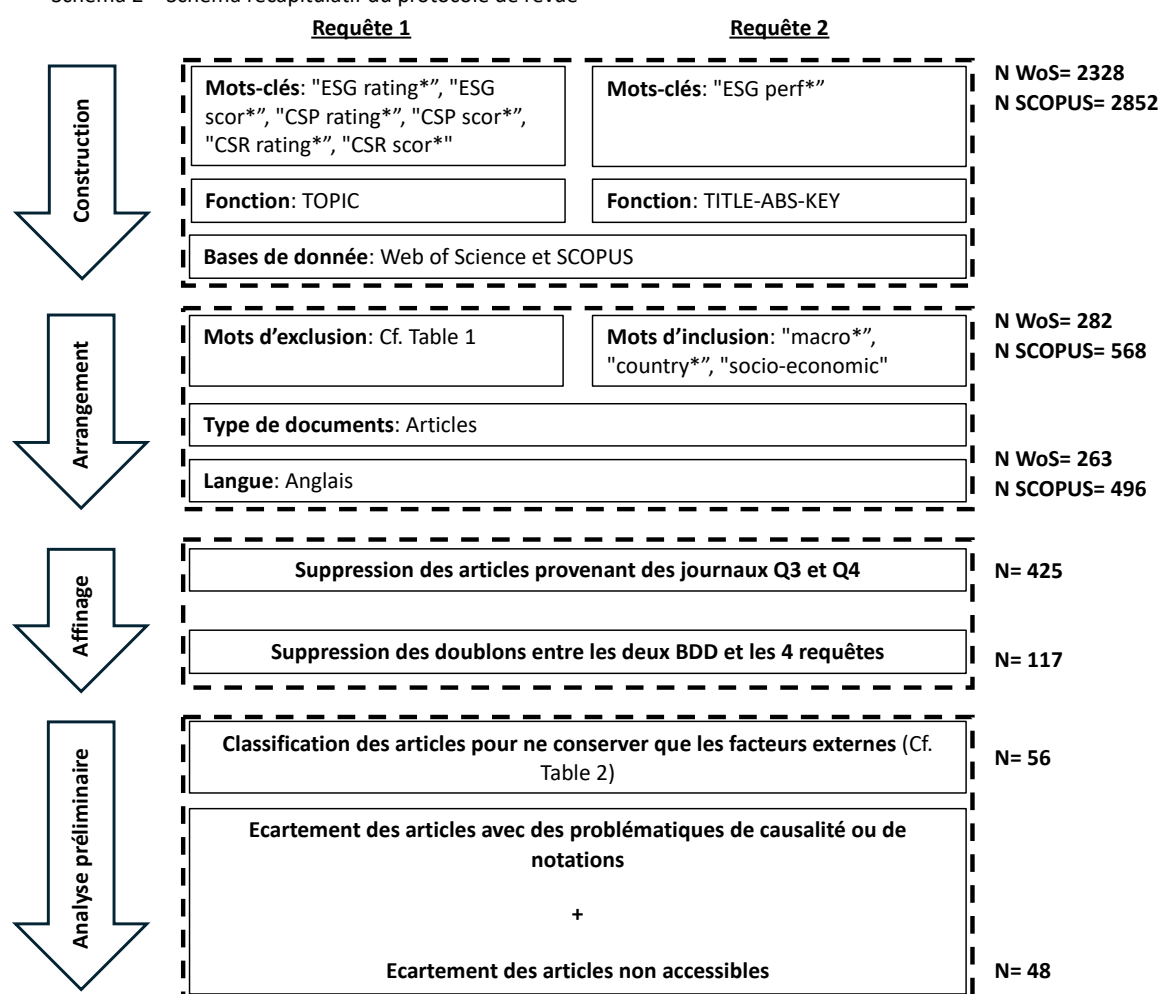 Schéma 2 – Schéma récapitulatif du protocole de revue
Requête 1
Requête 2
Construction
Mots-clés: "ESG rating*”, "ESG
scor*”, "CSP rating*”, "CSP scor*”,
"CSR rating*”, "CSR scor*"
Mots-clés: "ESG perf*”
N WoS= 2328
N SCOPUS= 2852
Fonction: TOPIC
Fonction: TITLE-ABS-KEY
Bases de donnée: Web of Science et SCOPUS
Arrangement
Mots d’exclusion: Cf. Table 1
Mots d’inclusion: "macro*”,
"country*”, "socio-economic"
N WoS= 282
N SCOPUS= 568
Type de documents: Articles
Langue: Anglais
N WoS= 263
N SCOPUS= 496
Affinage
Suppression des articles provenant des journaux Q3 et Q4
N= 425
Suppression des doublons entre les deux BDD et les 4 requêtes
N= 117
Analyse préliminaire
Classification des articles pour ne conserver que les facteurs externes (Cf.
Table 2)
N= 56
Ecartement des articles avec des problématiques de causalité ou de
notations
+
Ecartement des articles non accessibles
N= 48